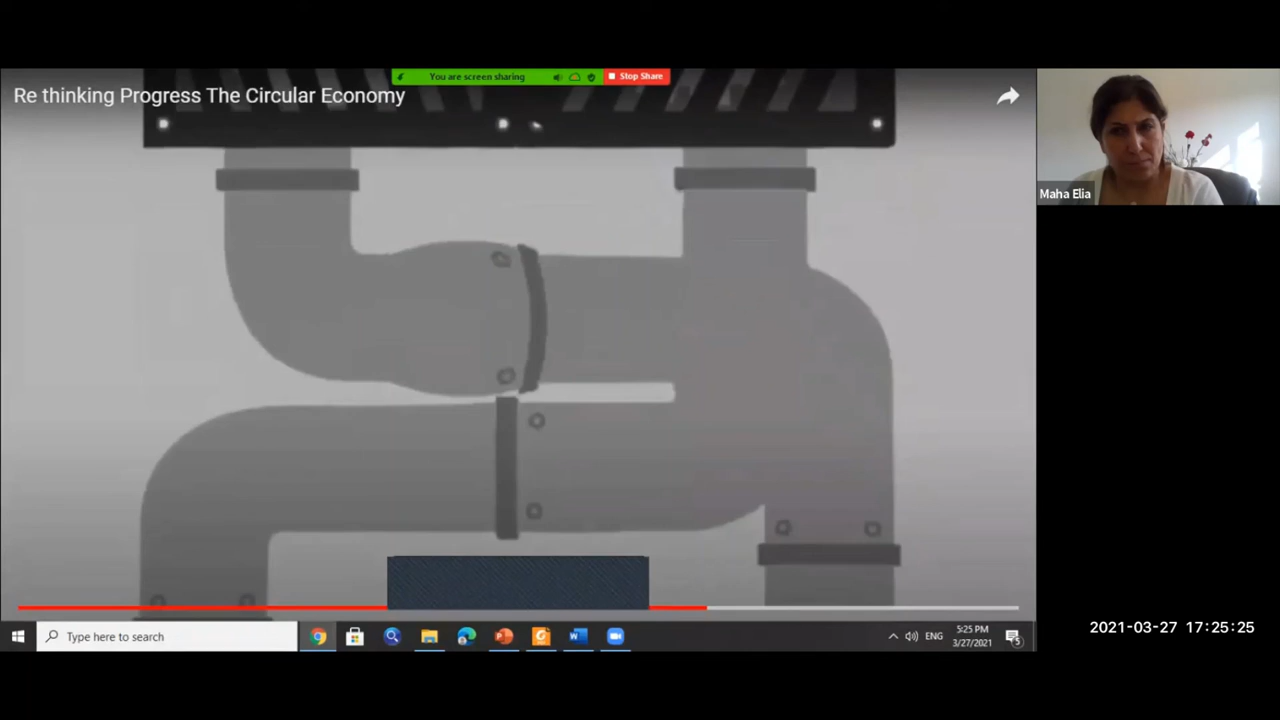 You are screen sharing
Stop Share
Re thinking Progress The Circular Economy
Maha Elia
Type here to search
ENG
5:25 PM
3/27/2021
5
2021-03-27 17:25:25